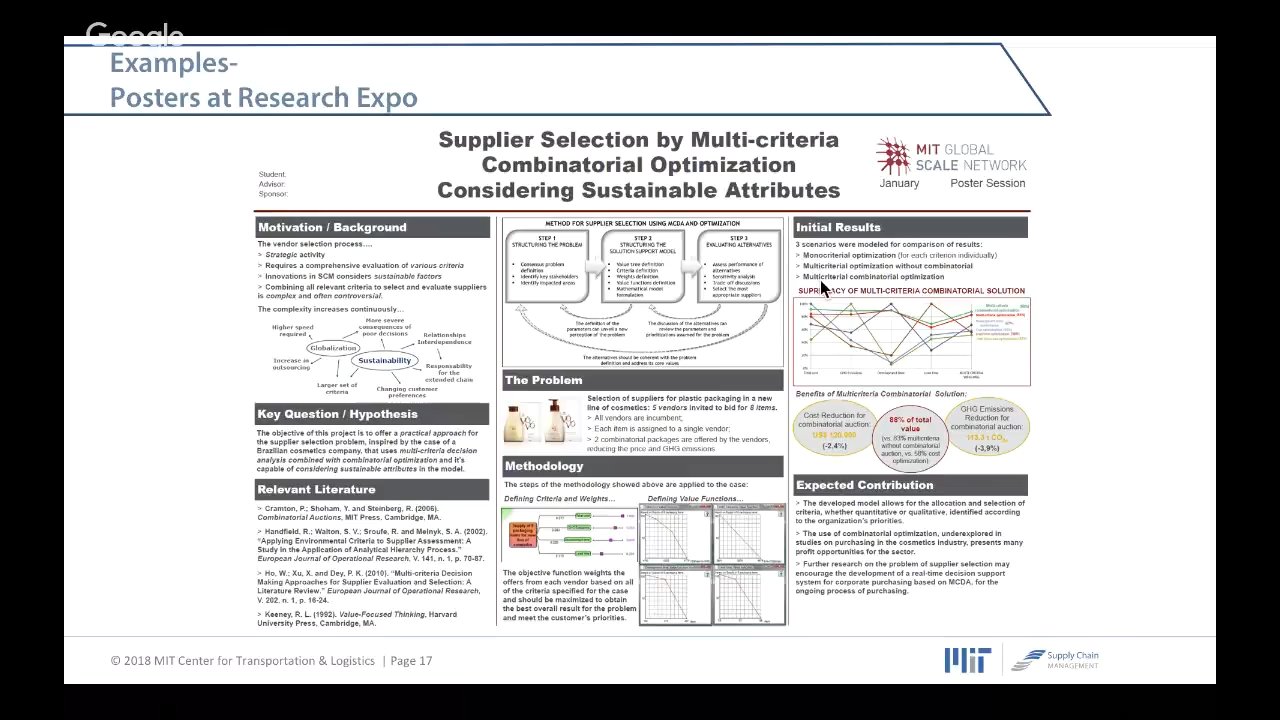 Google
Examples-
Posters at Research Expo
Supplier Selection by Multi-criteria
Combinatorial Optimization
Considering Sustainable Attributes
Student:
Advisor:
Sponsor:
MIT GLOBAL
SCALE NETWORK
January Poster Session
Motivation / Background
The vendor selection process....
> Strategic activity
> Requires a comprehensive evaluation of various criteria
> Innovations in SCM considers sustainable factors
> Combining all relevant criteria to select and evaluate suppliers
is complex and often controversial.
The complexity increases continuously...
Higher speed
required
More severe
consequences of
poor decisions
Relationships
Interdependence
Globalization
Sustainability
Increase in
outsourcing
Responsability
for the
extended chain
Larger set of
criteria
Changing customer
preferences
Key Question / Hypothesis
The objective of this project is to offer a practical approach for
the supplier selection problem, inspired by the case of a
Brazilian cosmetics company, that uses multi-criteria decision
analysis combined with combinatorial optimization and it's
capable of considering sustainable attributes in the model.
Relevant Literature
> Cramton, P.; Shoham, Y. and Steinberg, R. (2006).
Combinatorial Auctions, MIT Press. Cambridge, MA.
> Handfield, R.; Walton, S. V.; Sroufe, R. and Melnyk, S. A. (2002).
"Applying Envirnomental Criteria to Supplier Assessment: A
Study in the Application of Analytical Hierarchy Process."
European Journal of Operational Research. V. 141, n. 1, p. 70-87.
> Ho, W.; Xu, X. and Dey, P. K. (2010). "Multi-criteria Decision
Making Approaches for Supplier Evaluation and Selection: A
Literature Review." European Journal of Operational Research,
V. 202, n. 1, p. 16-24.
> Keeney, R. L. (1992). Value-Focused Thinking, Harvard
University Press, Cambridge, MA.
METHOD FOR SUPPLIER SELECTION USING MCDA AND OPTIMIZATION
STEP 1
STRUCTURING THE PROBLEM
• Consensus problem
definition
• Identify key stakeholders
• Identify impacted areas
STEP 2
STRUCTURING THE
SOLUTION SUPPORT MODEL
• Value tree definition
• Criteria definition
• Weights definition
• Value functions definition
• Mathematical model
formulation
STEP 3
EVALUATING ALTERNATIVES
• Assess performance of
alternatives
• Sensitivity analysis
• Trade off discussions
• Select the most
appropriate suppliers
The definition of the
parameters can unveil a new
perception of the problem
The discussion of the alternatives can
review the parameters and
prioritizations assumed for the problem
The alternatives should be coherent with the problem
definition and address its core values
The Problem
Selection of suppliers for plastic packaging in a new
line of cosmetics: 5 vendors invited to bid for 8 items.
> All vendors are incumbent;
> Each item is assigned to a single vendor;
> 2 combinatorial packages are offered by the vendors,
reducing the price and GHG emissions
Methodology
The steps of the methodology showed above are applied to the case:
Defining Criteria and Weights... Defining Value Functions...
The objective function weights the
offers from each vendor based on all
of the criteria specified for the case
and should be maximized to obtain
the best overall result for the problem
and meet the customer's priorities.
Initial Results
3 scenarios were modeled for comparison of results:
> Monocriterial optimization (for each criterion individually)
> Multicriterial optimization without combinatorial
> Multicriterial combinatorial optimization
OF MULTI-CRITERIA COMBINATORIAL SOLUTION
Benefits of Multicriteria Combinatorial Solution:
Cost Reduction for
combinatorial auction:
US$ 120.000
(-2,4%)
88% of total
value
(vs. 83% multicriteria
without combinatorial
auction, vs. 58% cost
optimization)
GHG Emissions
Reduction for
combinatorial auction:
113.3 t CO₂
(-3,9%)
Expected Contribution
> The developed model allows for the allocation and selection of
criteria, whether quantitative or qualitative, identified according
to the organization's priorities.
> The use of combinatorial optimization, underexplored in
studies on purchasing in the cosmetics industry, presents many
profit opportunities for the sector.
> Further research on the problem of supplier selection may
encourage the development of a real-time decision support
system for corporate purchasing based on MCDA, for the
ongoing process of purchasing.
© 2018 MIT Center for Transportation & Logistics | Page 17
MIT
Supply Chain
MANAGEMENT